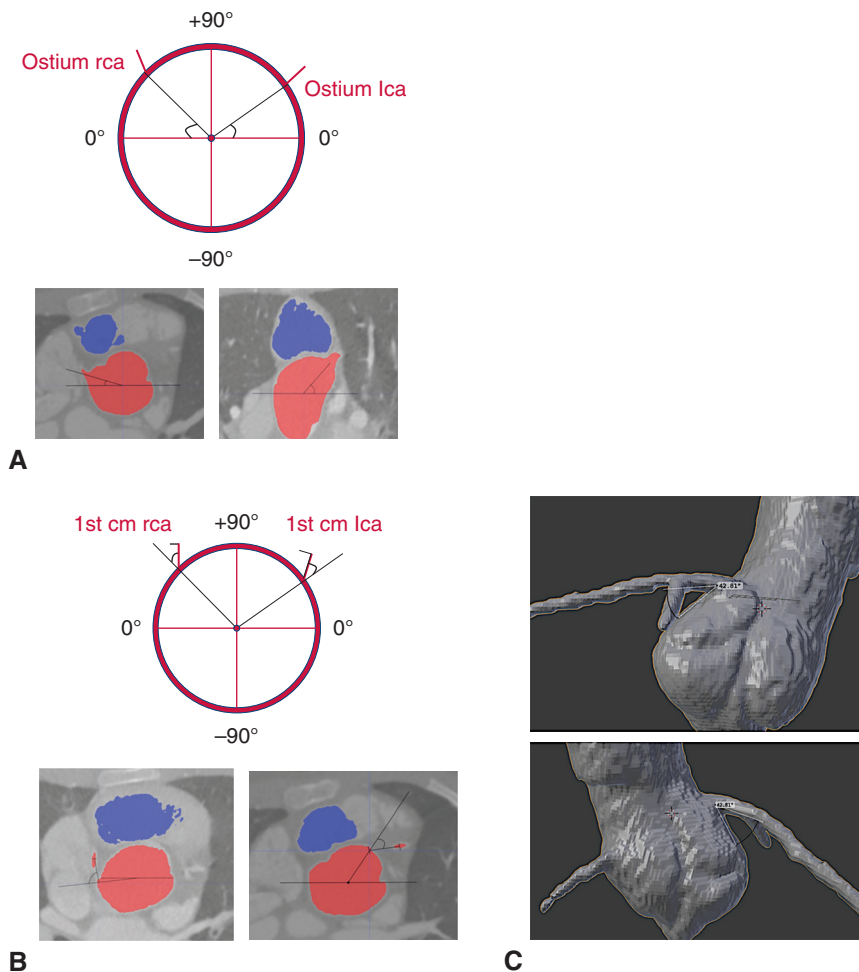 +90°
Ostium rca
Ostium lca
0°
0°
–90°
A
1st cm rca
+90°
1st cm lca
0°
0°
–90°
42.81°
42.81°
B
C